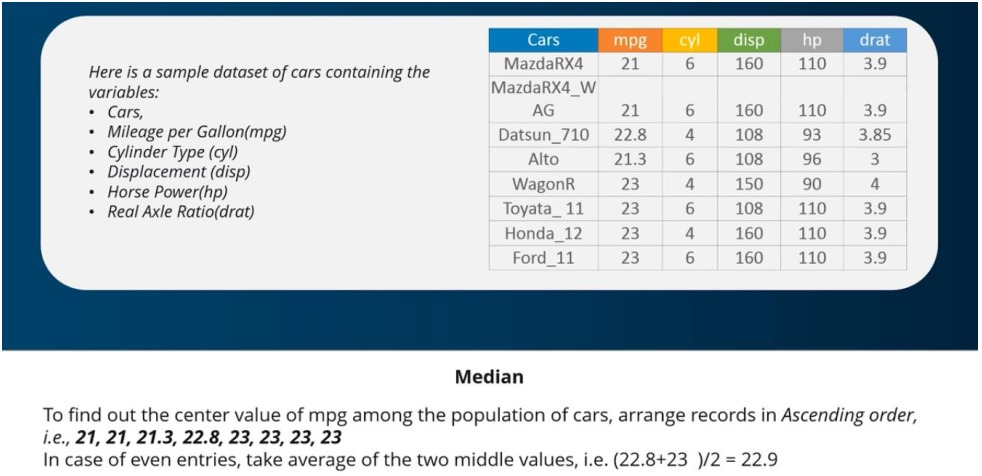 Here is a sample dataset of cars containing the
variables:
• Cars,
• Mileage per Gallon(mpg)
• Cylinder Type (cyl)
• Displacement (disp)
• Horse Power(hp)
• Real Axle Ratio(drat)
Cars mpg cyl disp hp drat
MazdaRX4 21 6 160 110 3.9
MazdaRX4_W
AG 21 6 160 110 3.9
Datsun_710 22.8 4 108 93 3.85
Alto 21.3 6 108 96 3
WagonR 23 4 150 90 4
Toyata_ 11 23 6 108 110 3.9
Honda_12 23 4 160 110 3.9
Ford_11 23 6 160 110 3.9
Median
To find out the center value of mpg among the population of cars, arrange records in Ascending order,
i.e., 21, 21, 21.3, 22.8, 23, 23, 23, 23
In case of even entries, take average of the two middle values, i.e. (22.8+23 )/2 = 22.9